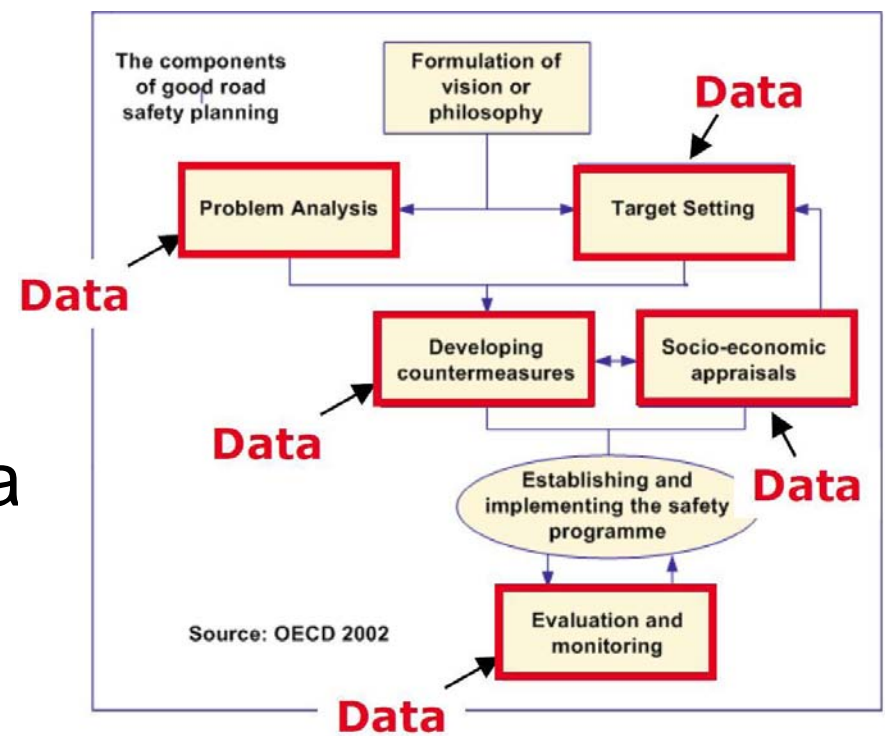 The components
of good road
safety planning
Formulation of
vision or
philosophy
Data
Problem Analysis
Target Setting
Data
Developing
countermeasures
Socio-economic
appraisals
Data
a
Establishing and
implementing the safety
programme
Data
Evaluation and
monitoring
Source: OECD 2002
Data